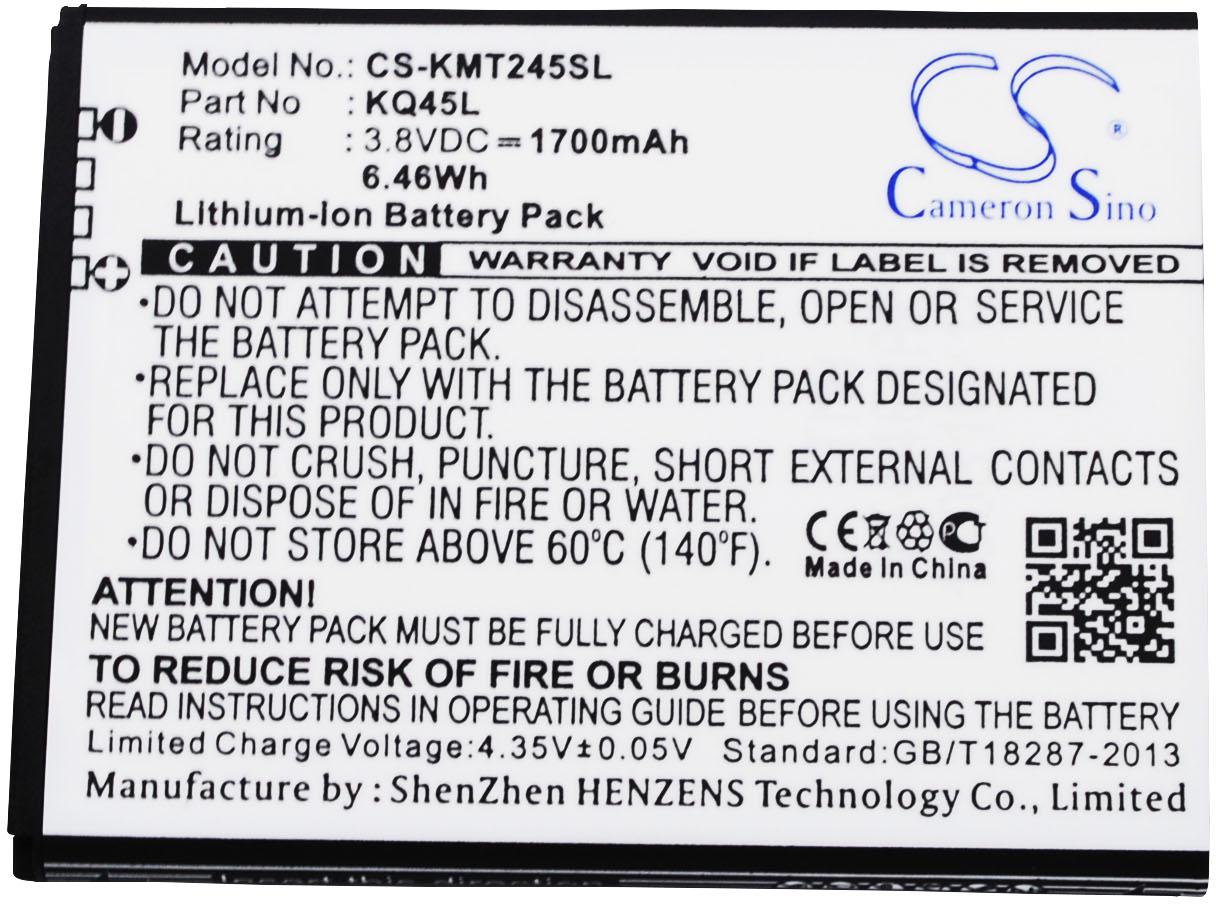 Model No.: CS-KMT245SL
Part No : KQ45L
Rating : 3.8VDC = 1700mAh
6.46Wh
Lithium-ion Battery Pack
CS ®
Cameron Sino
CAUTION WARRANTY VOID IF LABEL IS REMOVED
•DO NOT ATTEMPT TO DISASSEMBLE, OPEN OR SERVICE
THE BATTERY PACK.
•REPLACE ONLY WITH THE BATTERY PACK DESIGNATED
FOR THIS PRODUCT.
•DO NOT CRUSH, PUNCTURE, SHORT EXTERNAL CONTACTS
OR DISPOSE OF IN FIRE OR WATER.
•DO NOT STORE ABOVE 60°C (140°F).
CE
Made In China
ATTENTION!
NEW BATTERY PACK MUST BE FULLY CHARGED BEFORE USE
TO REDUCE RISK OF FIRE OR BURNS
READ INSTRUCTIONS IN OPERATING GUIDE BEFORE USING THE BATTERY
Limited Charge Voltage:4.35V±0.05V Standard:GB/T18287-2013
Manufacture by : ShenZhen HENZENS Technology Co., Limited
Insert this direction